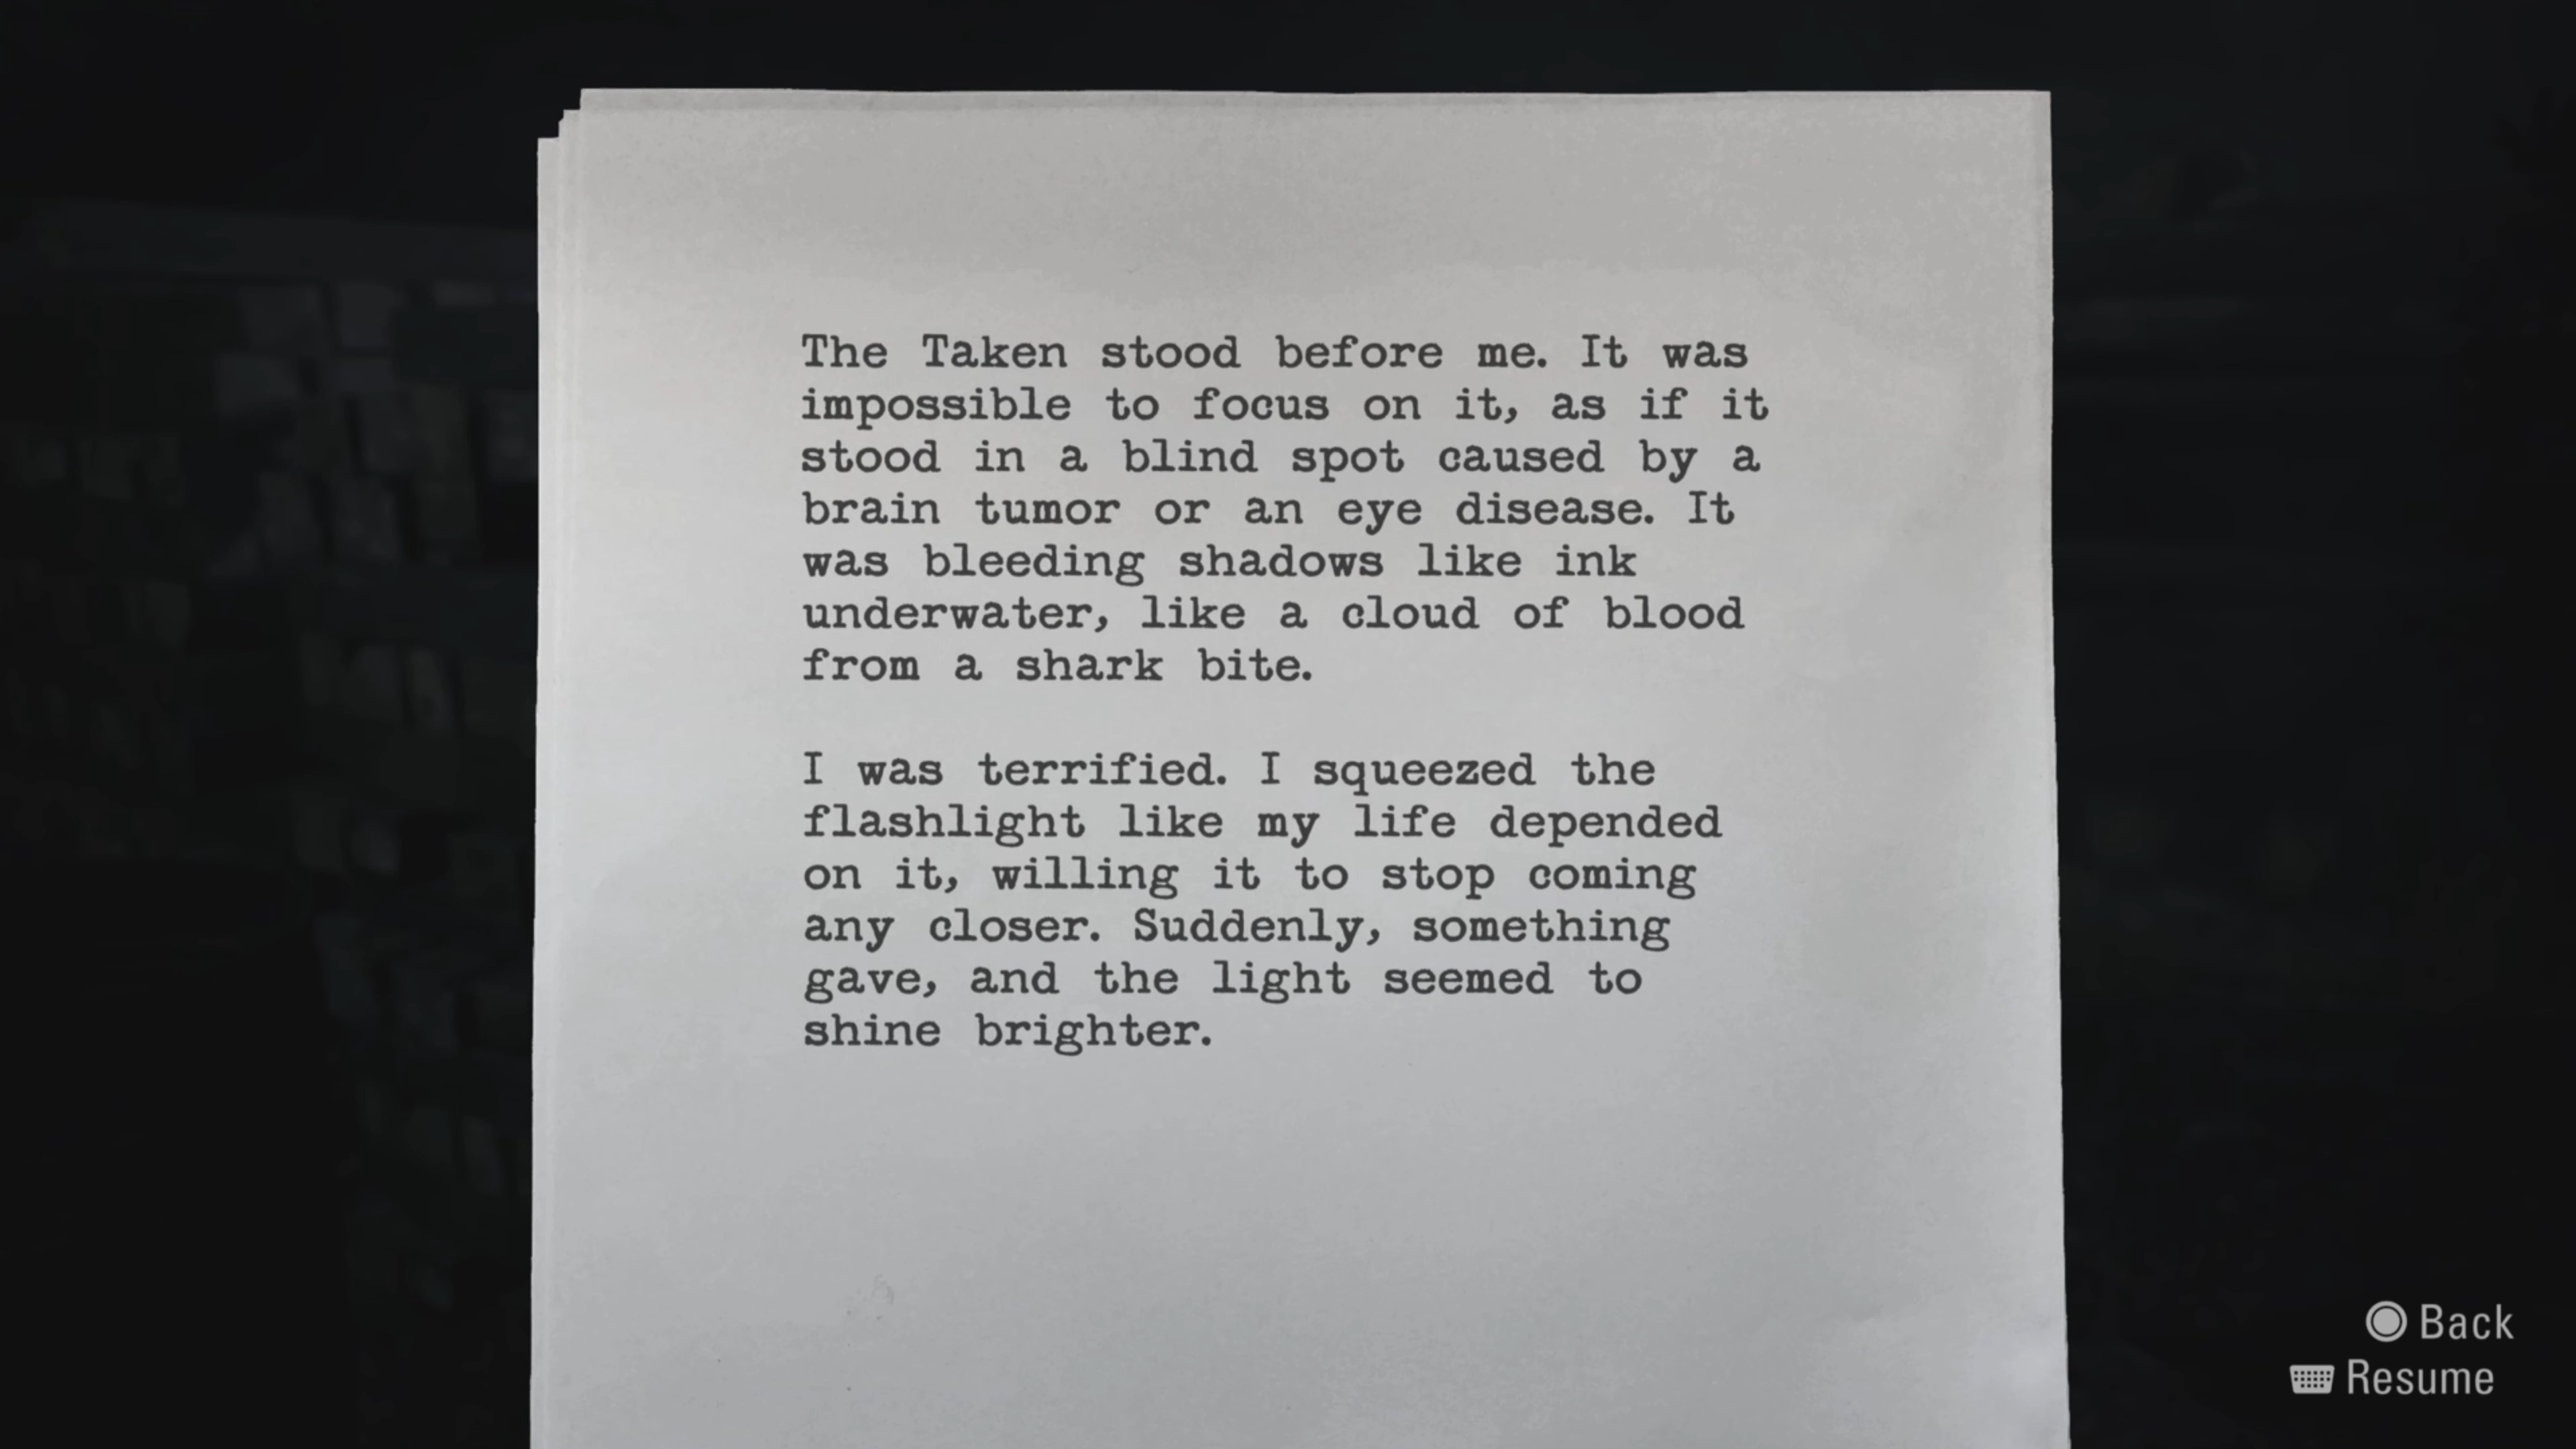 The Taken stood before me. It was
impossible to focus on it, as if it
stood in a blind spot caused by a
brain tumor or an eye disease. It
was bleeding shadows like ink
underwater, like a cloud of blood
from a shark bite.
I was terrified. I squeezed the
flashlight like my life depended
on it, willing it to stop coming
any closer. Suddenly, something
gave, and the light seemed to
shine brighter.
Back
Resume